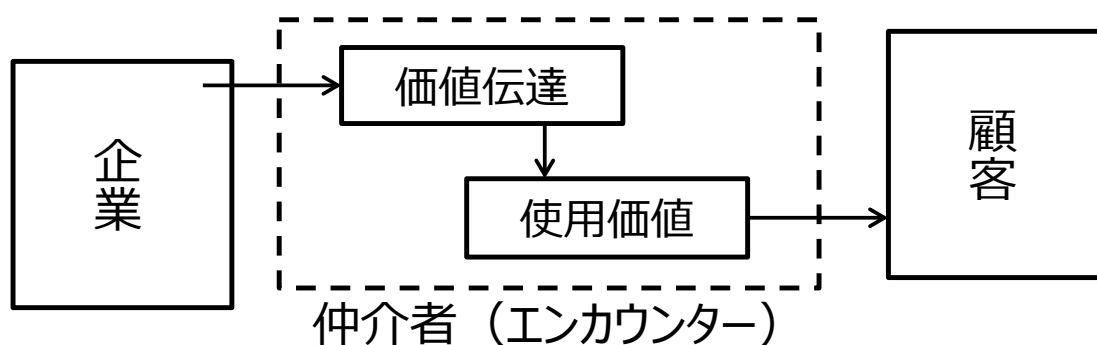 企業
価値伝達
使用価値
顧客
仲介者（エンカウンター）